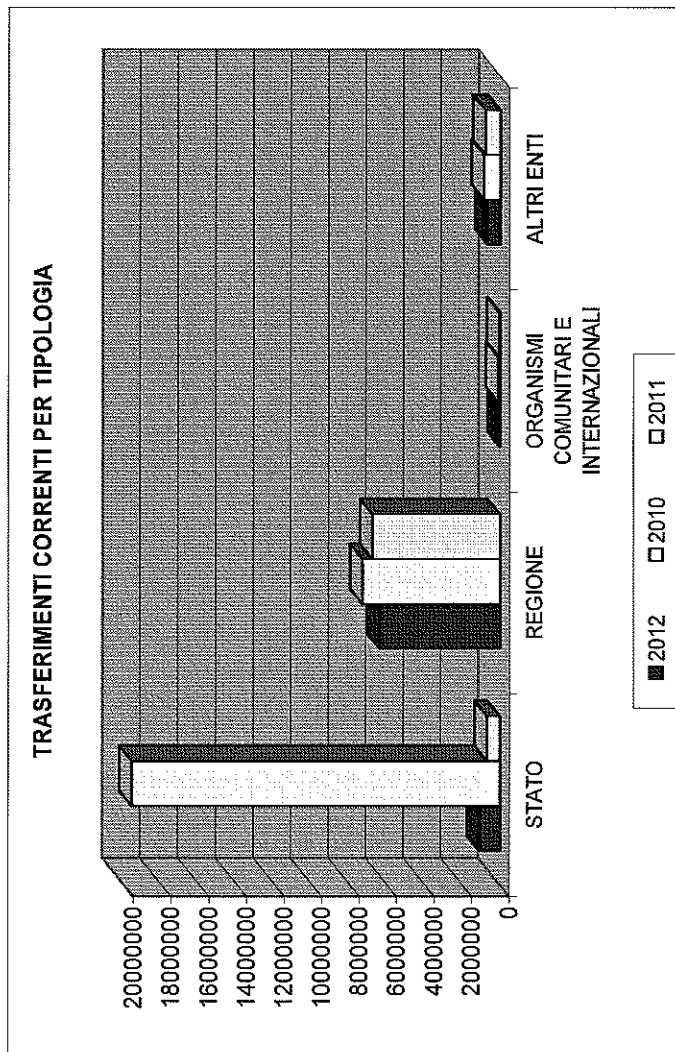 TRASFERIMENTI CORRENTI PER TIPOLOGIA
20000000
18000000
16000000
14000000
12000000
10000000
8000000
6000000
4000000
2000000
0
STATO
REGIONE
ORGANISMI
COMUNITARI E
INTERNAZIONALI
ALTRI ENTI
2012 2010 2011